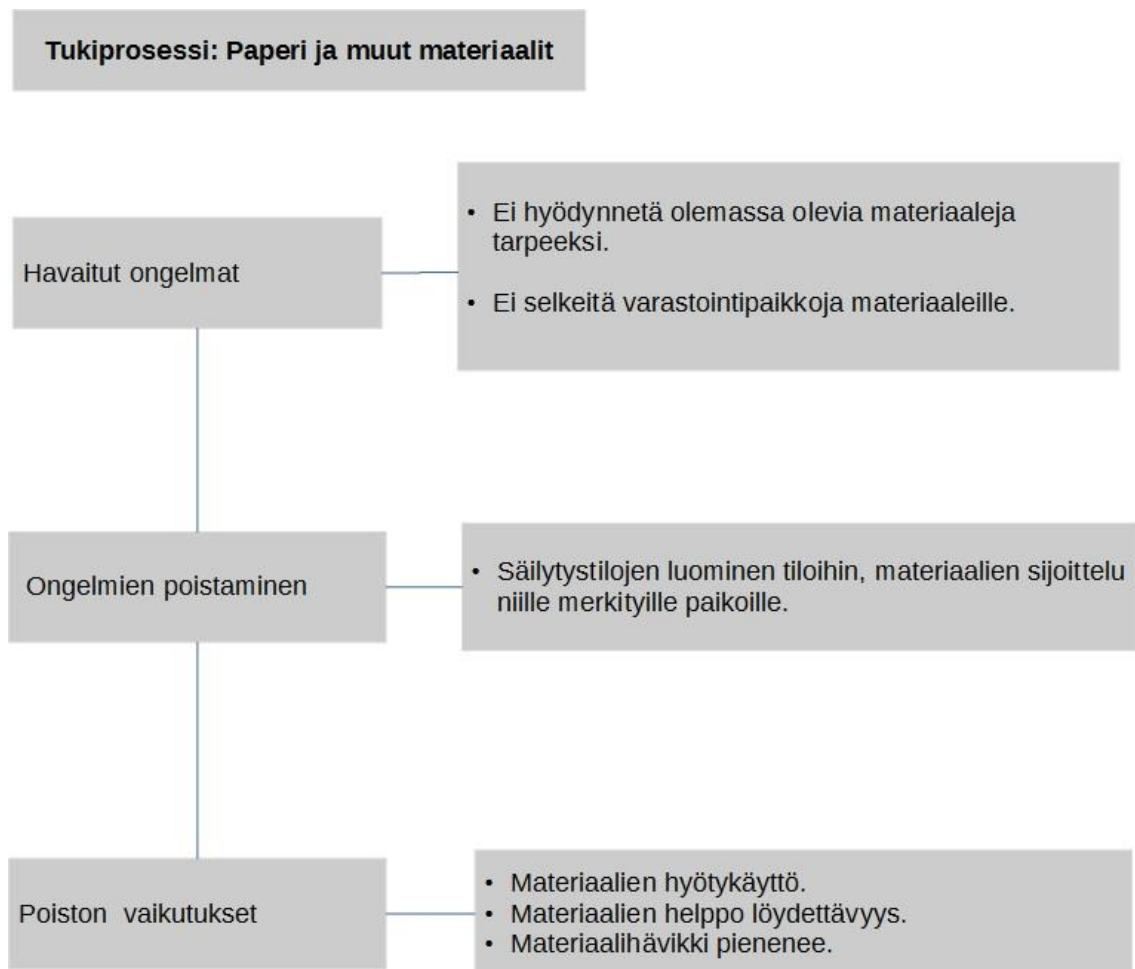 Tukiprosessi: Paperi ja muut materiaalit
Havaitut ongelmat
• Ei hyödynnetä olemassa olevia materiaaleja
tarpeeksi.
• Ei selkeitä varastointipaikkoja materiaaleille.
Ongelmien poistaminen
• Säilytystilojen luominen tiloihin, materiaalien sijoittelu
niille merkityille paikoille.
Poiston vaikutukset
• Materiaalien hyötykäyttö.
• Materiaalien helppo löydettävyys.
• Materiaalihävikki pienenee.